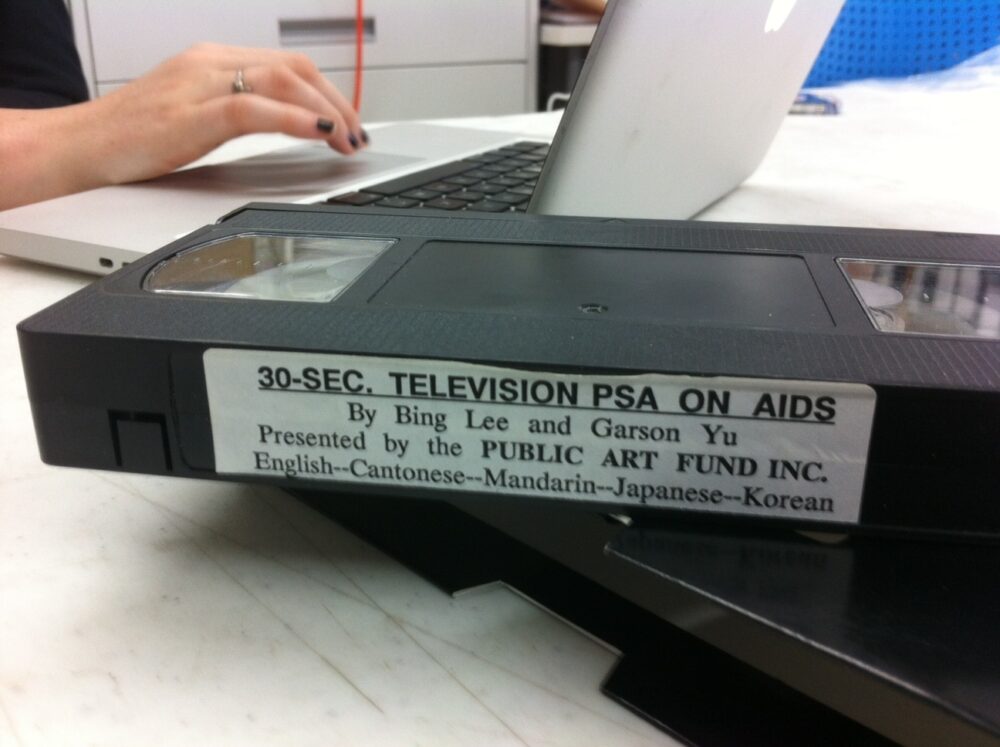 30-SEC. TELEVISION PSA ON AIDS
By Bing Lee and Garson Yu
Presented by the PUBLIC ART FUND INC.
English--Cantonese--Mandarin--Japanese--Korean